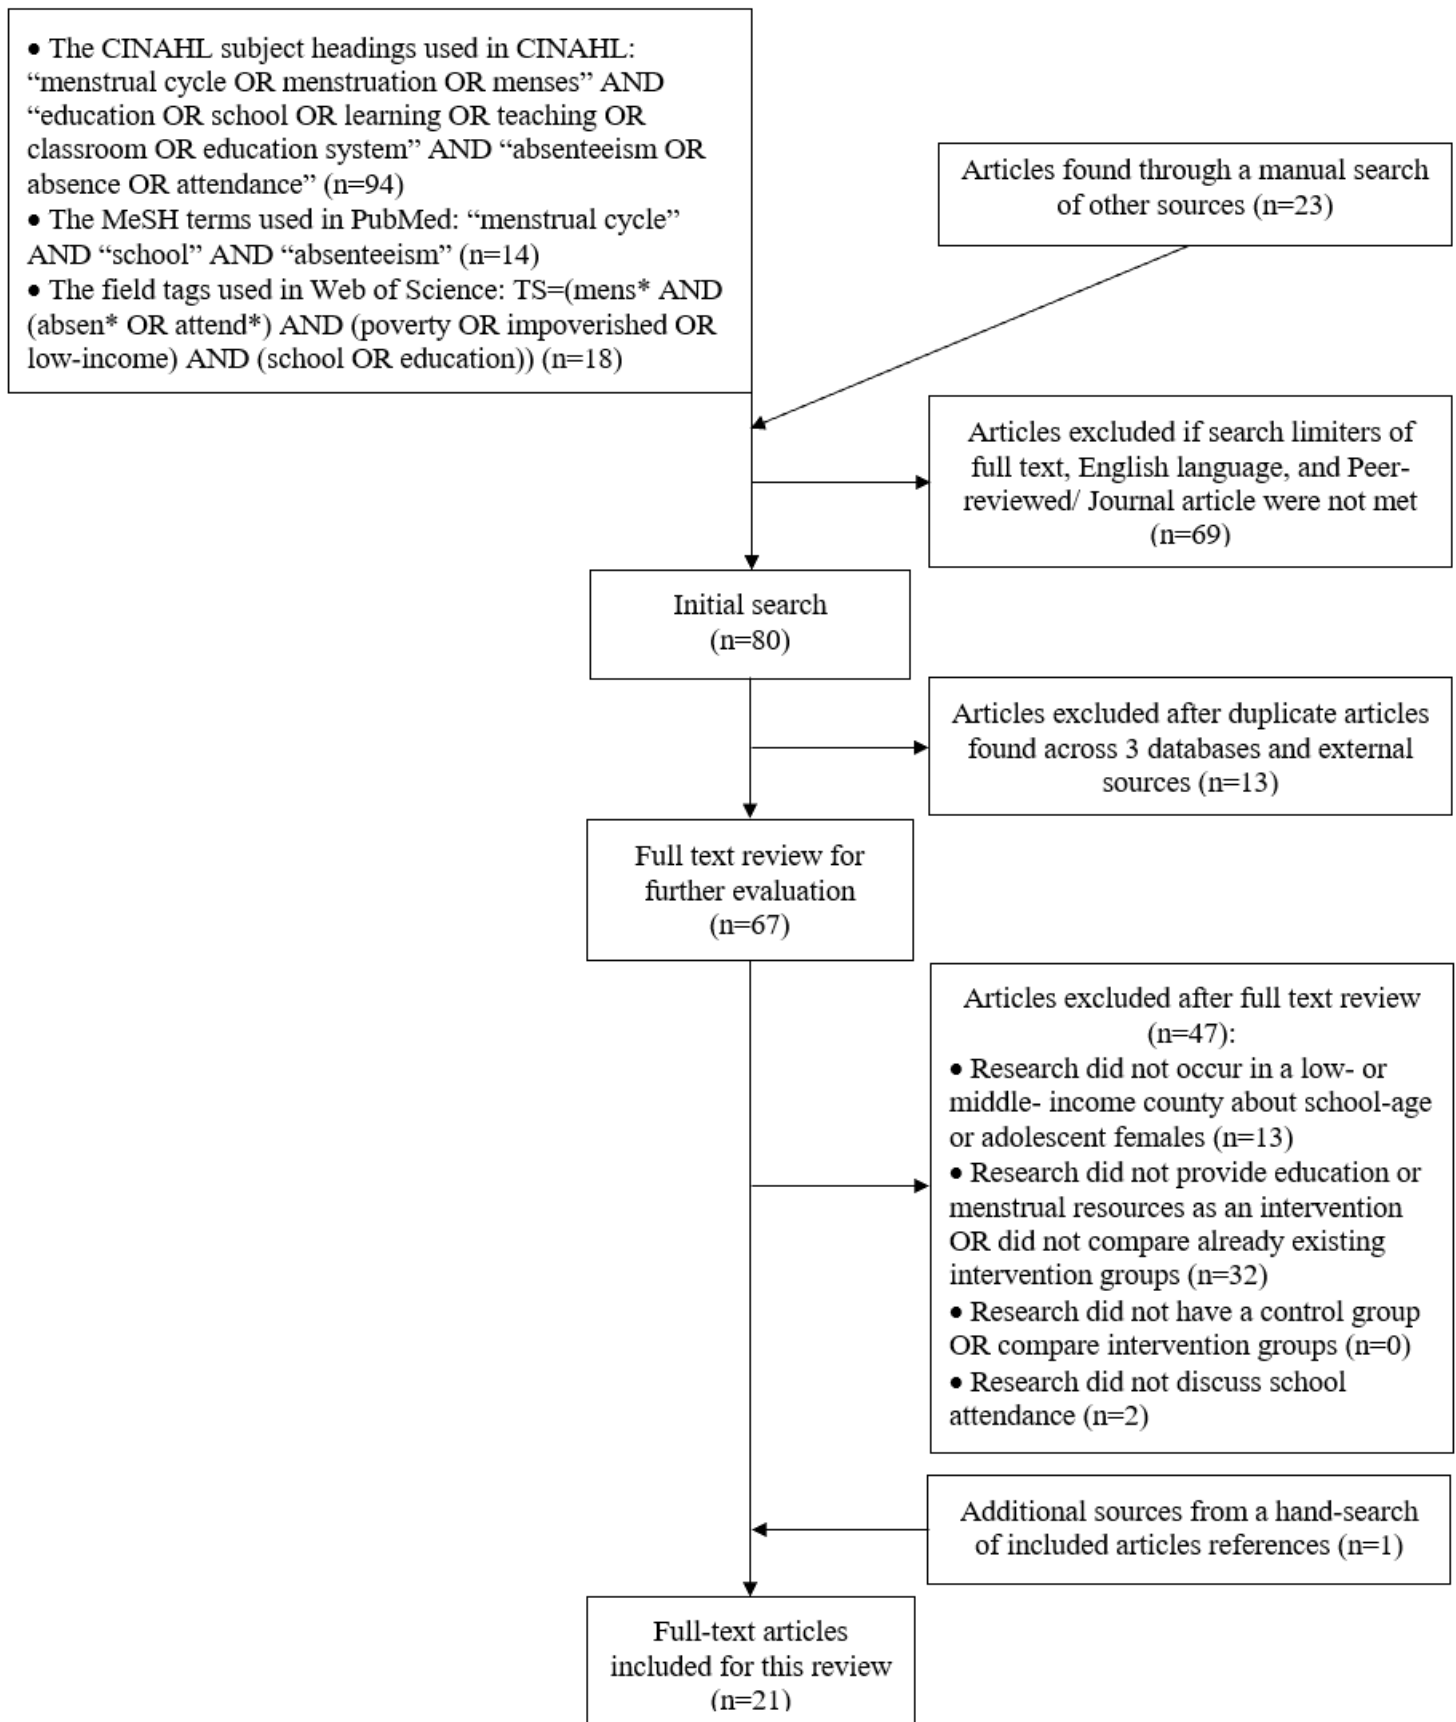 • The CINAHL subject headings used in CINAHL:
“menstrual cycle OR menstruation OR menses” AND
“education OR school OR learning OR teaching OR
classroom OR education system” AND “absenteeism OR
absence OR attendance” (n=94)
• The MeSH terms used in PubMed: “menstrual cycle”
AND “school” AND “absenteeism” (n=14)
• The field tags used in Web of Science: TS=(mens* AND
(absen* OR attend*) AND (poverty OR impoverished OR
low-income) AND (school OR education)) (n=18)
Articles found through a manual search
of other sources (n=23)
Articles excluded if search limiters of
full text, English language, and Peer-
reviewed/ Journal article were not met
(n=69)
Initial search
(n=80)
Articles excluded after duplicate articles
found across 3 databases and external
sources (n=13)
Full text review for
further evaluation
(n=67)
Articles excluded after full text review
(n=47):
• Research did not occur in a low- or
middle- income county about school-age
or adolescent females (n=13)
• Research did not provide education or
menstrual resources as an intervention
OR did not compare already existing
intervention groups (n=32)
• Research did not have a control group
OR compare intervention groups (n=0)
• Research did not discuss school
attendance (n=2)
Additional sources from a hand-search
of included articles references (n=1)
Full-text articles
included for this review
(n=21)